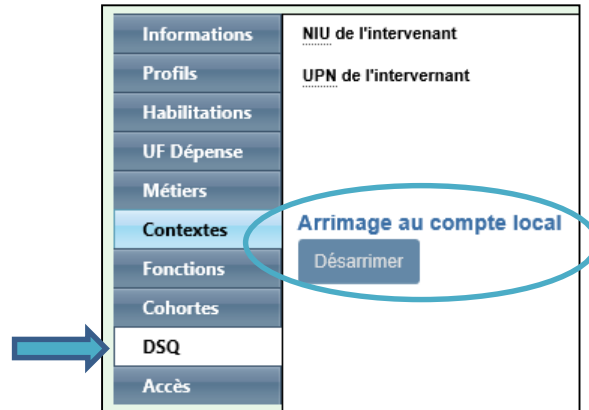 Informations
Profils
Habilitations
UF Dépense
Métiers
Contextes
Fonctions
Cohortes
DSQ
Accès
NIU de l'intervenant
UPN de l'intervernant
Arrimage au compte local
Désarrimer